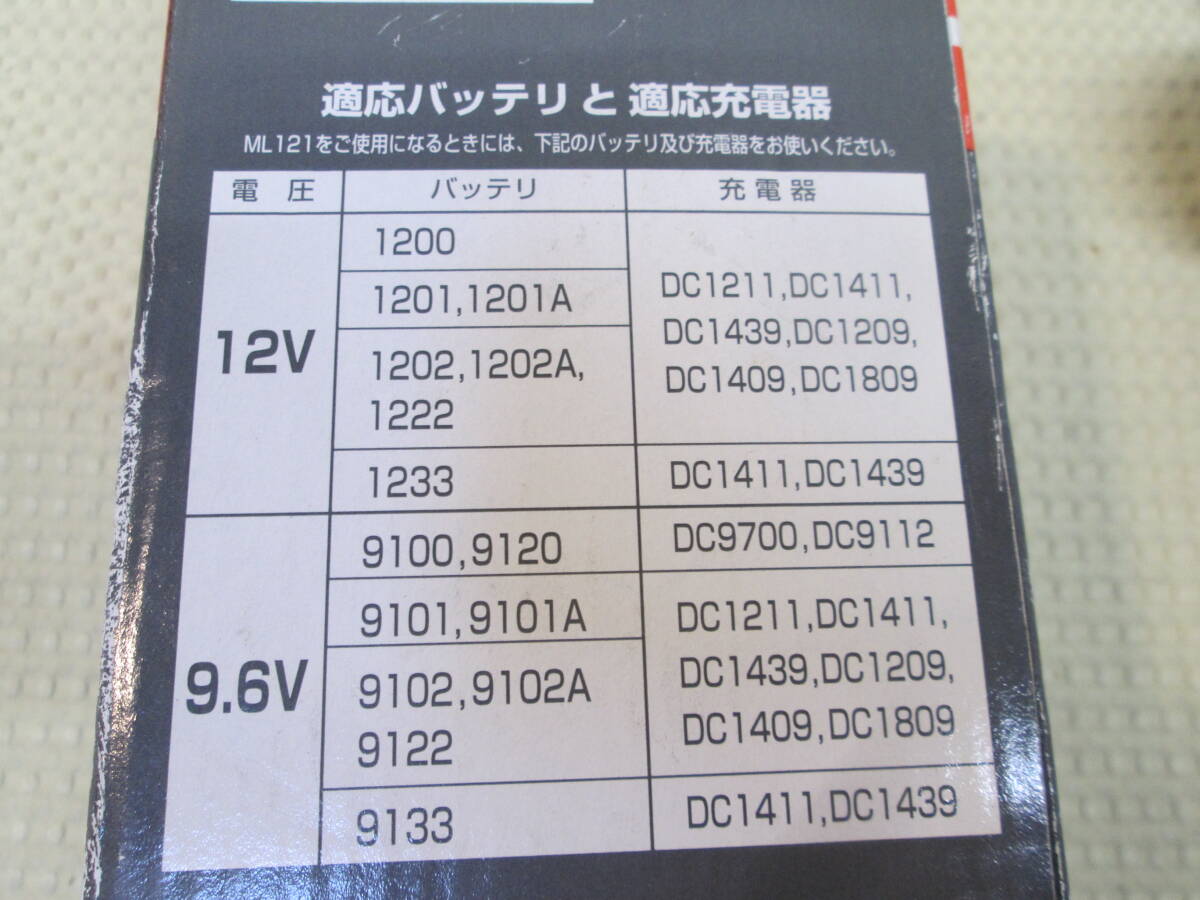 適応バッテリと適応充電器
ML121をご使用になるときには、下記のバッテリ及び充電器をお使いください。
電圧 バッテリ 充電器
12V
1200
1201,1201A
1202,1202A,
1222
DC1211,DC1411,
DC1439,DC1209,
DC1409,DC1809
1233
DC1411,DC1439
9.6V
9100,9120
DC9700,DC9112
9101,9101A
9102,9102A
9122
DC1211,DC1411,
DC1439,DC1209,
DC1409,DC1809
9133
DC1411,DC1439